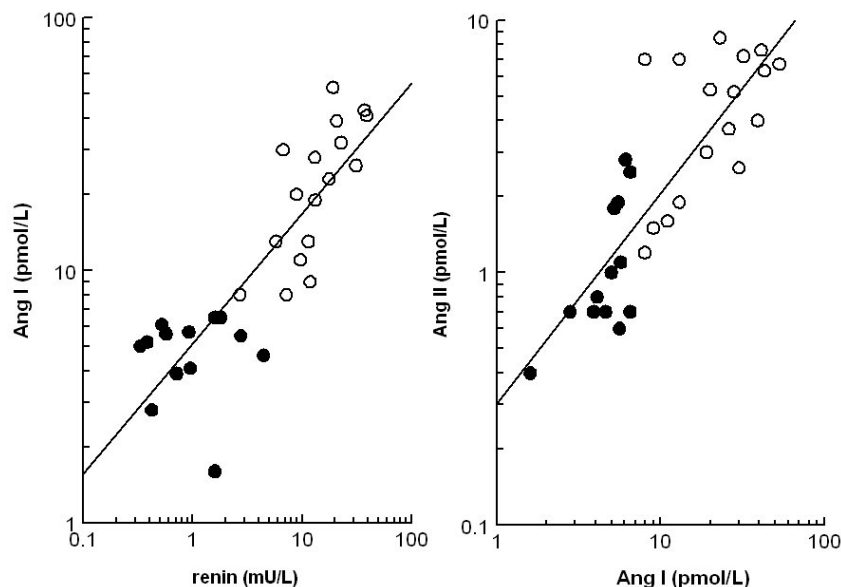 100
10
1
Ang I (pmol/L)
0.1 1 10 100
renin (mU/L)
10
1
0.1
Ang II (pmol/L)
1 10 100
Ang I (pmol/L)